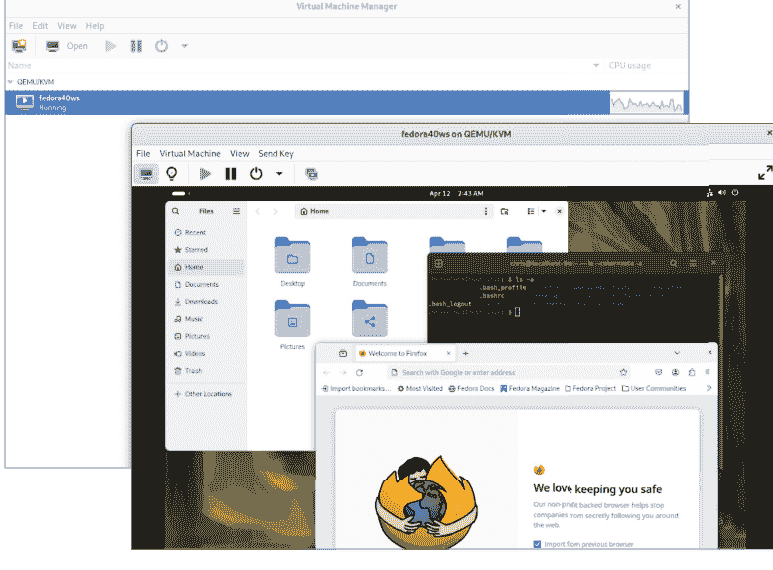 Virtual Machine Manager
File Edit View Help
Open
Name CPU usage
QEMU/KVM
fedora40ws
Running
fedora40ws on QEMU/KVM
File Virtual Machine View Send Key
Apr 12 2:43 AM
Files Home
Recent
Starred
Home
Documents
Downloads
Music
Pictures
Videos
Trash
Other Locations
Desktop Documents
Pictures
$ ls -a
.bash_profile
.bashrc
.bash_logout
$
Welcome to Firefox
Search with Google or enter address
Import bookmarks... Most Visited Fedora Docs Fedora Magazine Fedora Project User Communities
We love keeping you safe
Our non-profit backed browser helps stop
companies from secretly following you around
the web.
Import from previous browser